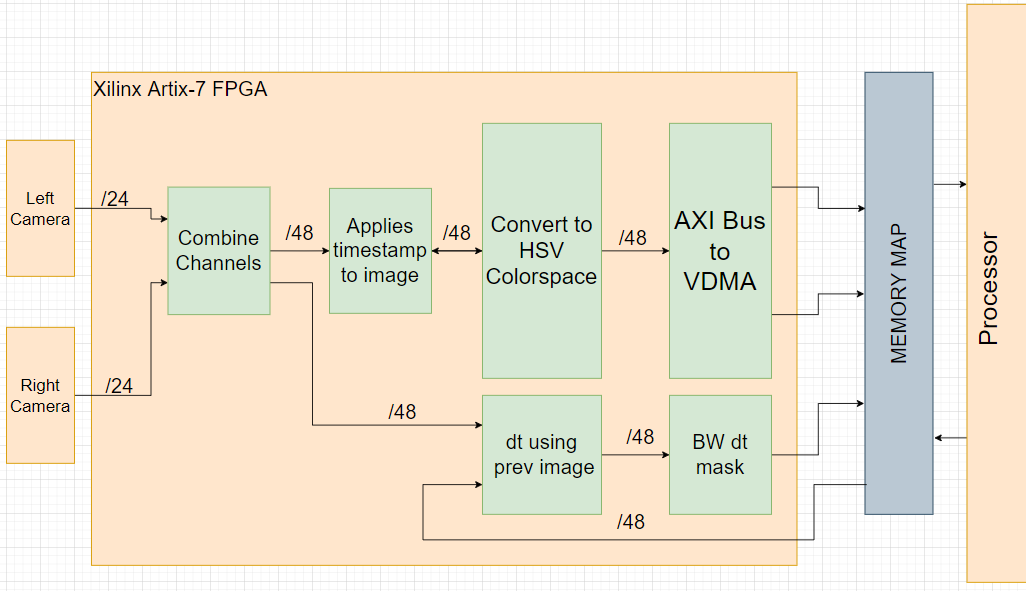 Xilinx Artix-7 FPGA
Left
Camera
/24
Right
Camera
/24
Combine
Channels
/48
Applies
timestamp
to image
/48
Convert to
HSV
Colorspace
/48
AXI Bus
to
VDMA
/48
dt using
prev image
/48
BW dt
mask
/48
MEMORY MAP
Processor